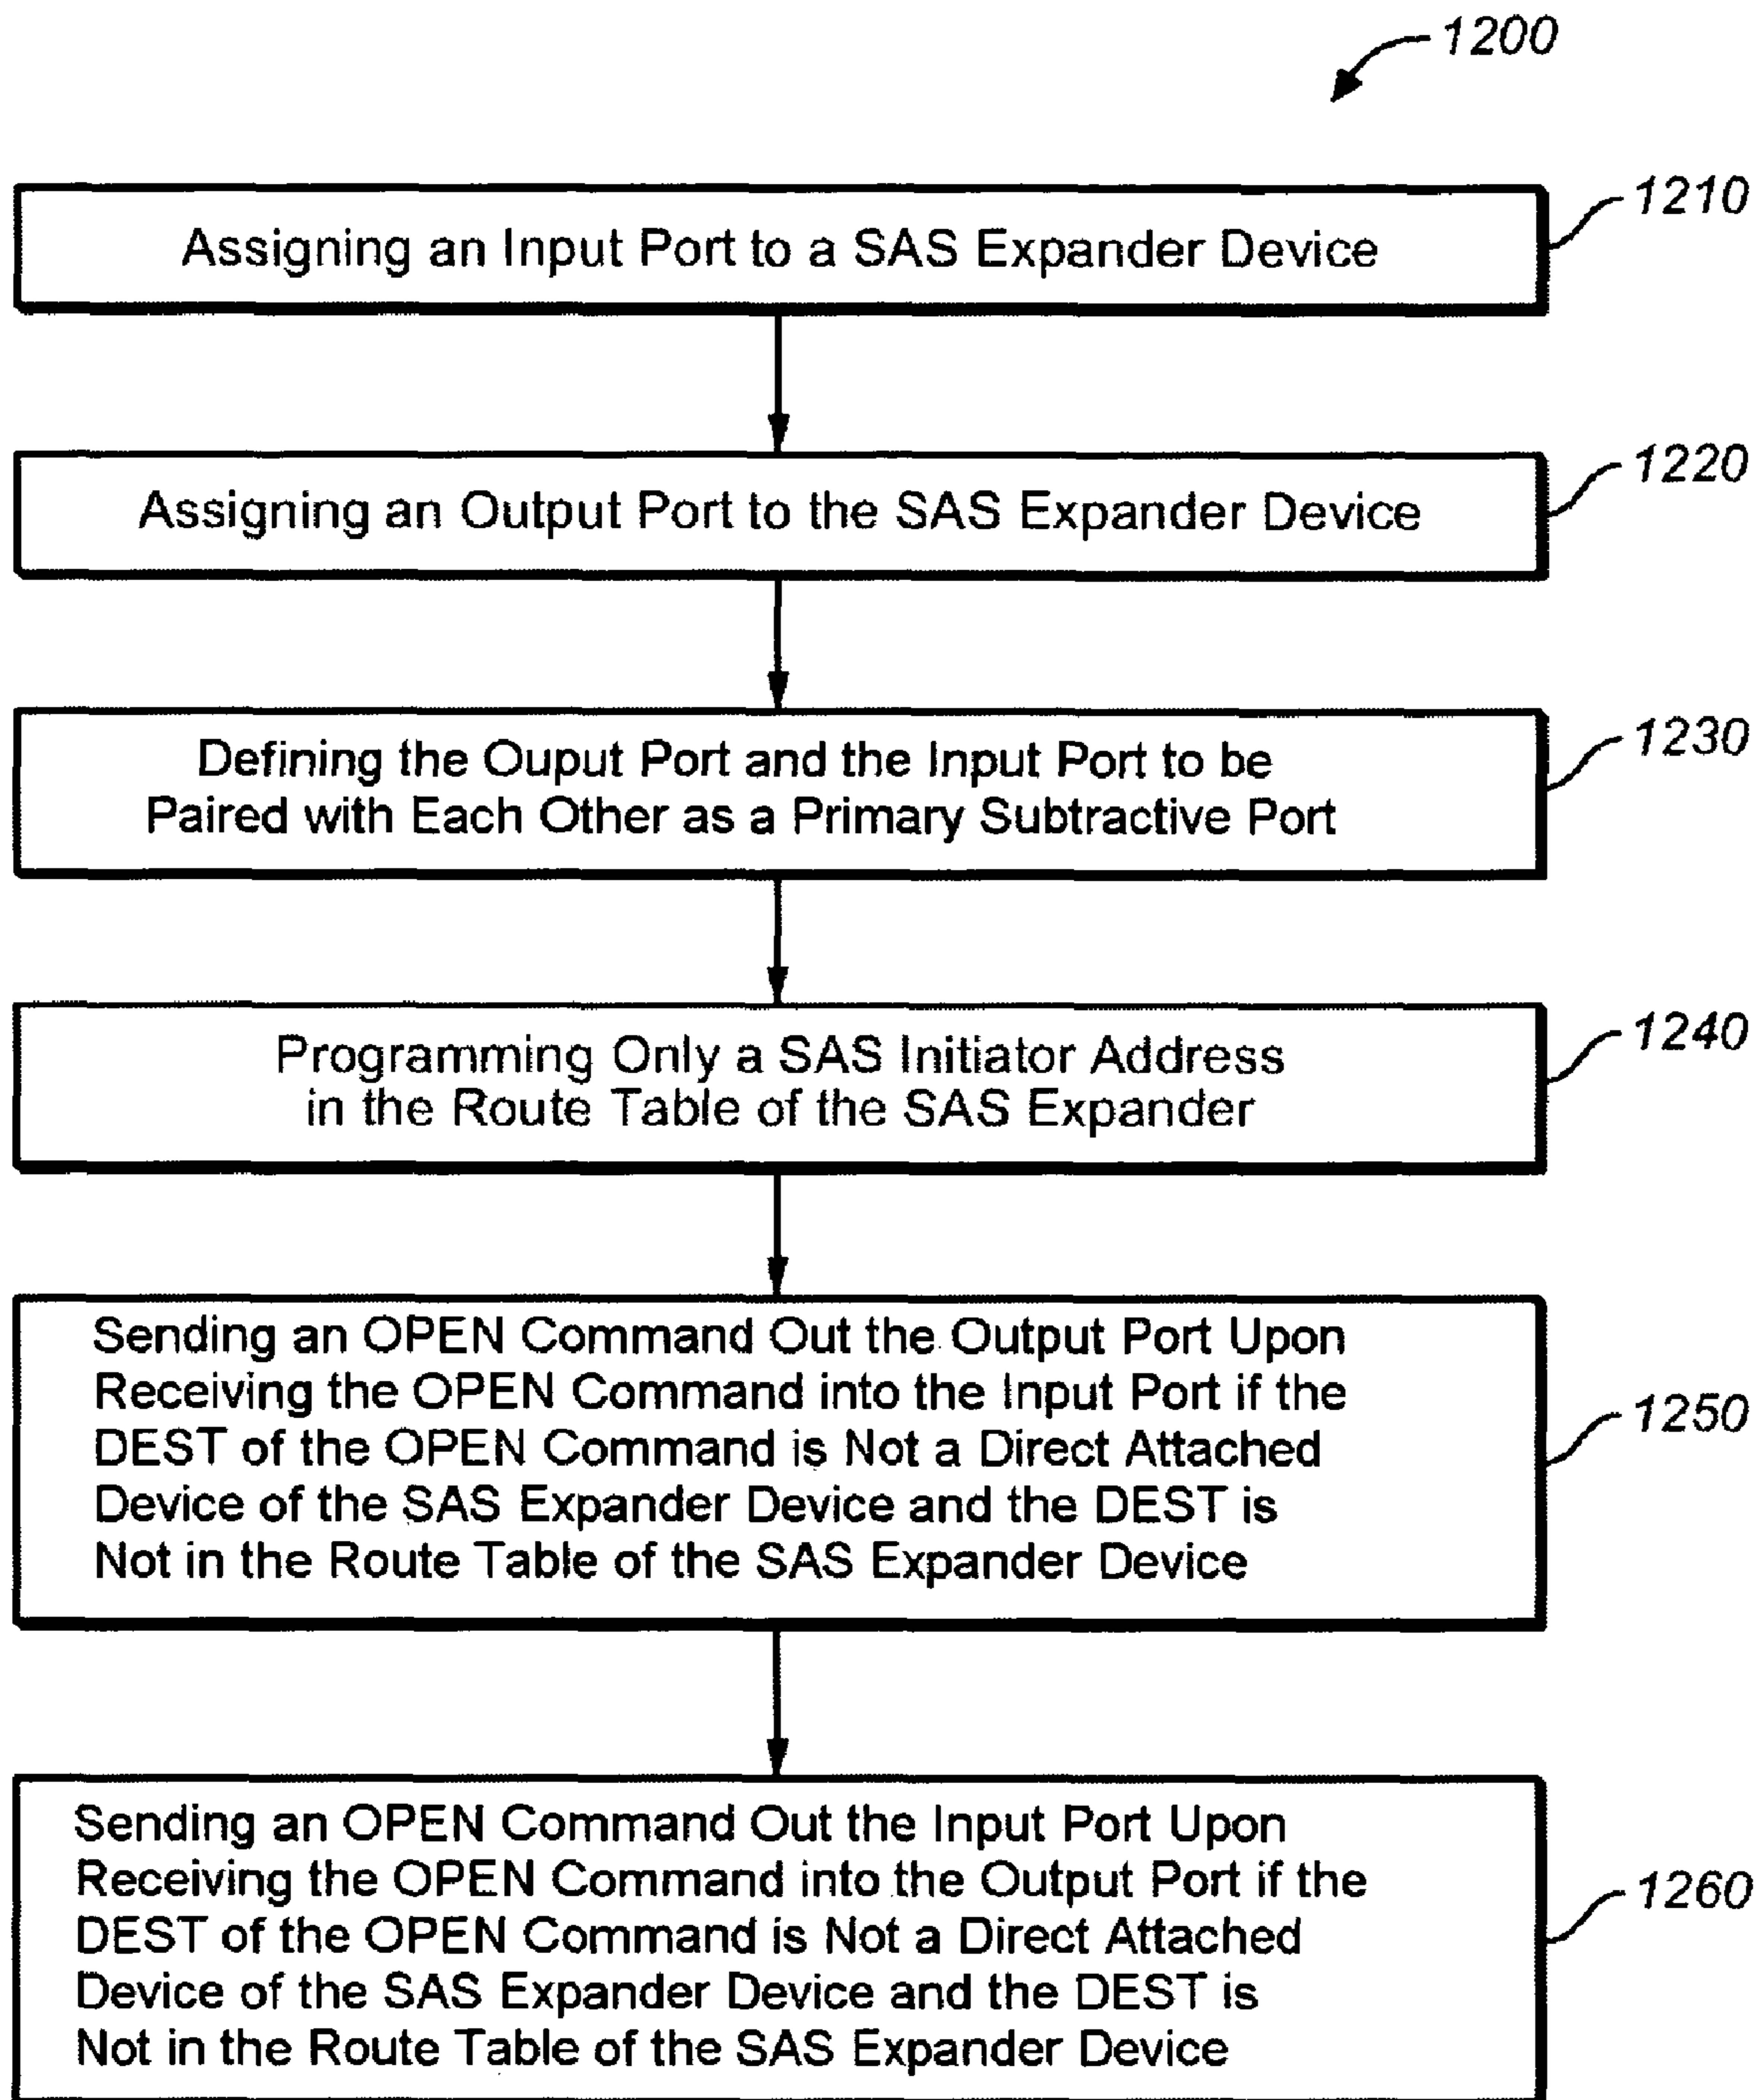 1200
1210
Assigning an Input Port to a SAS Expander Device
1220
Assigning an Output Port to the SAS Expander Device
1230
Defining the Ouput Port and the Input Port to be
Paired with Each Other as a Primary Subtractive Port
1240
Programming Only a SAS Initiator Address
in the Route Table of the SAS Expander
1250
Sending an OPEN Command Out the Output Port Upon
Receiving the OPEN Command into the Input Port if the
DEST of the OPEN Command is Not a Direct Attached
Device of the SAS Expander Device and the DEST is
Not in the Route Table of the SAS Expander Device
1260
Sending an OPEN Command Out the Input Port Upon
Receiving the OPEN Command into the Output Port if the
DEST of the OPEN Command is Not a Direct Attached
Device of the SAS Expander Device and the DEST is
Not in the Route Table of the SAS Expander Device